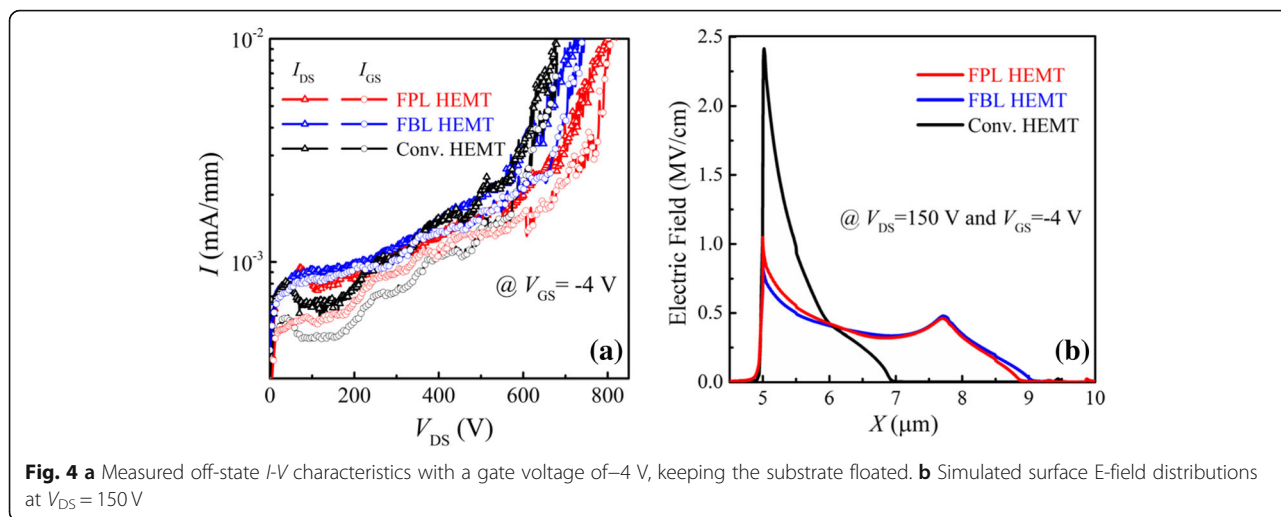 10⁻²
10⁻³
I (mA/mm)
I_DS I_GS
FPL HEMT
FBL HEMT
Conv. HEMT
@ V_GS= -4 V
(a)
0 200 400 600 800
V_DS (V)
2.5
2.0
1.5
1.0
0.5
0.0
Electric Field (MV/cm)
FPL HEMT
FBL HEMT
Conv. HEMT
@ V_DS=150 V and V_GS=-4 V
(b)
5 6 7 8 9 10
X (μm)
Fig. 4 a Measured off-state I-V characteristics with a gate voltage of−4 V, keeping the substrate floated. b Simulated surface E-field distributions
at V_DS = 150 V